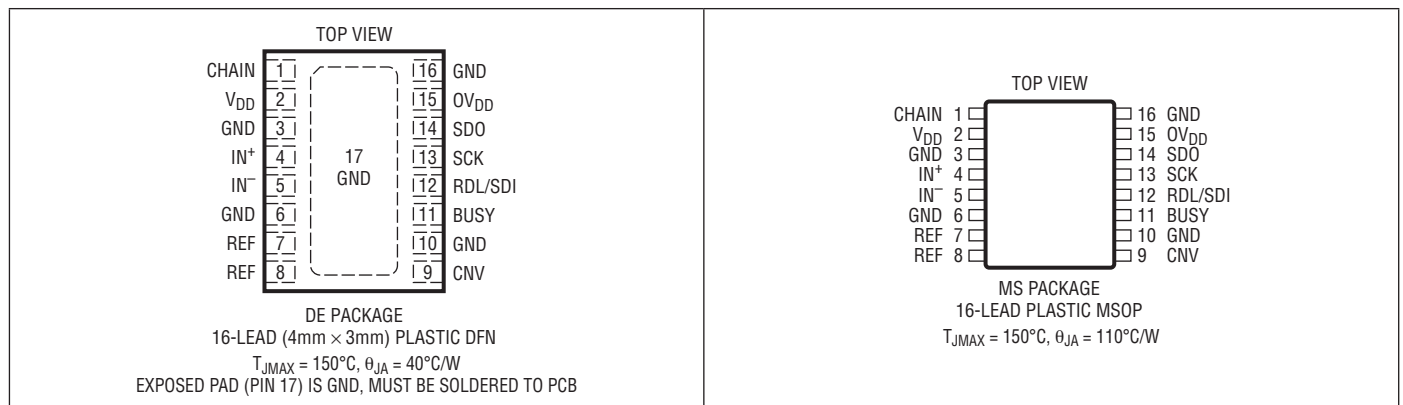 TOP VIEW
CHAIN 1 16 GND
VDD 2 15 OVDD
GND 3 14 SDO
IN+ 4 13 SCK
IN– 5 12 RDL/SDI
GND 6 11 BUSY
REF 7 10 GND
REF 8 9 CNV
17
GND
DE PACKAGE
16-LEAD (4mm × 3mm) PLASTIC DFN
TJMAX = 150°C, θJA = 40°C/W
EXPOSED PAD (PIN 17) IS GND, MUST BE SOLDERED TO PCB
TOP VIEW
CHAIN 1 16 GND
VDD 2 15 OVDD
GND 3 14 SDO
IN+ 4 13 SCK
IN– 5 12 RDL/SDI
GND 6 11 BUSY
REF 7 10 GND
REF 8 9 CNV
MS PACKAGE
16-LEAD PLASTIC MSOP
TJMAX = 150°C, θJA = 110°C/W